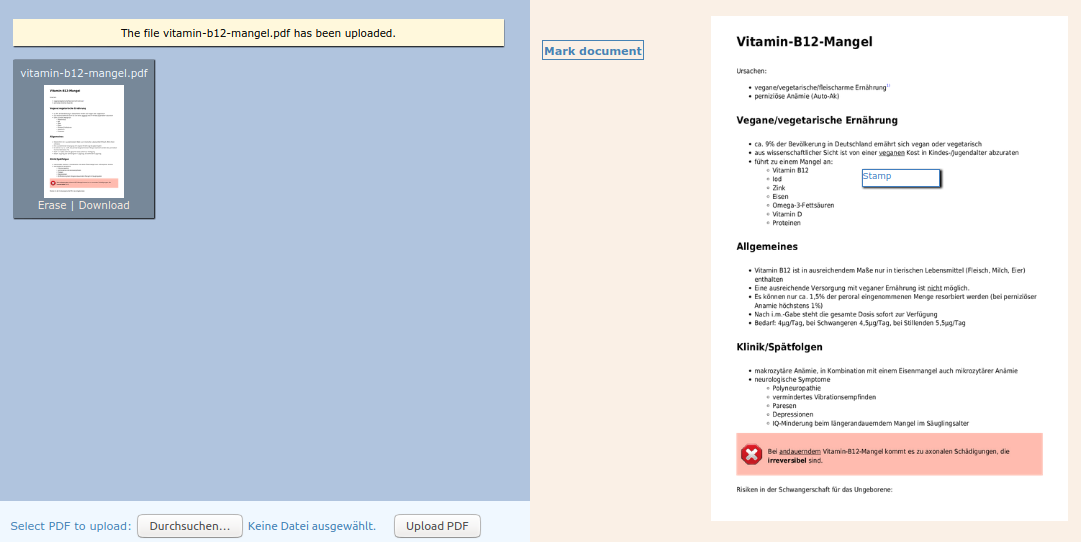 The file vitamin-b12-mangel.pdf has been uploaded.
vitamin-b12-mangel.pdf
Vitamin-B12-Mangel
Erase | Download
Select PDF to upload: Durchsuchen... Keine Datei ausgewählt. Upload PDF
Mark document
Vitamin-B12-Mangel
Ursachen:
• vegane/vegetarische/fleischarme Ernährung
• perniziöse Anämie (Auto-Ak)
Vegane/vegetarische Ernährung
• ca. 9% der Bevölkerung in Deutschland ernährt sich vegan oder vegetarisch
• aus wissenschaftlicher Sicht ist von einer veganen Kost in Kindes-/Jugendalter abzuraten
• führt zu einem Mangel an:
◦ Vitamin B12
◦ Iod
◦ Zink
◦ Eisen
◦ Omega-3-Fettsäuren
◦ Vitamin D
◦ Proteinen
Stamp
Allgemeines
• Vitamin B12 ist in ausreichendem Maße nur in tierischen Lebensmittel (Fleisch, Milch, Eier)
enthalten
• Eine ausreichende Versorgung mit veganer Ernährung ist nicht möglich.
• Es können nur ca. 1,5% der peroral eingenommenen Menge resorbiert werden (bei perniziöser
Anämie höchstens 1%)
• Nach i.m.-Gabe steht die gesamte Dosis sofort zur Verfügung
• Bedarf: 4µg/Tag, bei Schwangeren 4,5µg/Tag, bei Stillenden 5,5µg/Tag
Klinik/Spätfolgen
• makrozytäre Anömie, in Kombination mit einem Eisenmangel auch mikrozytärer Anämie
• neurologische Symptome
◦ Polyneuropathie
◦ vermindertes Vibrationsempfinden
◦ Paresen
◦ Depressionen
◦ IQ-Minderung beim längerandauerndem Mangel im Säuglingsalter
Bei andauerndem Vitamin-B12-Mangel kommt es zu axonalen Schädigungen, die
irreversibel sind.
Risiken in der Schwangerschaft für das Ungeborene: